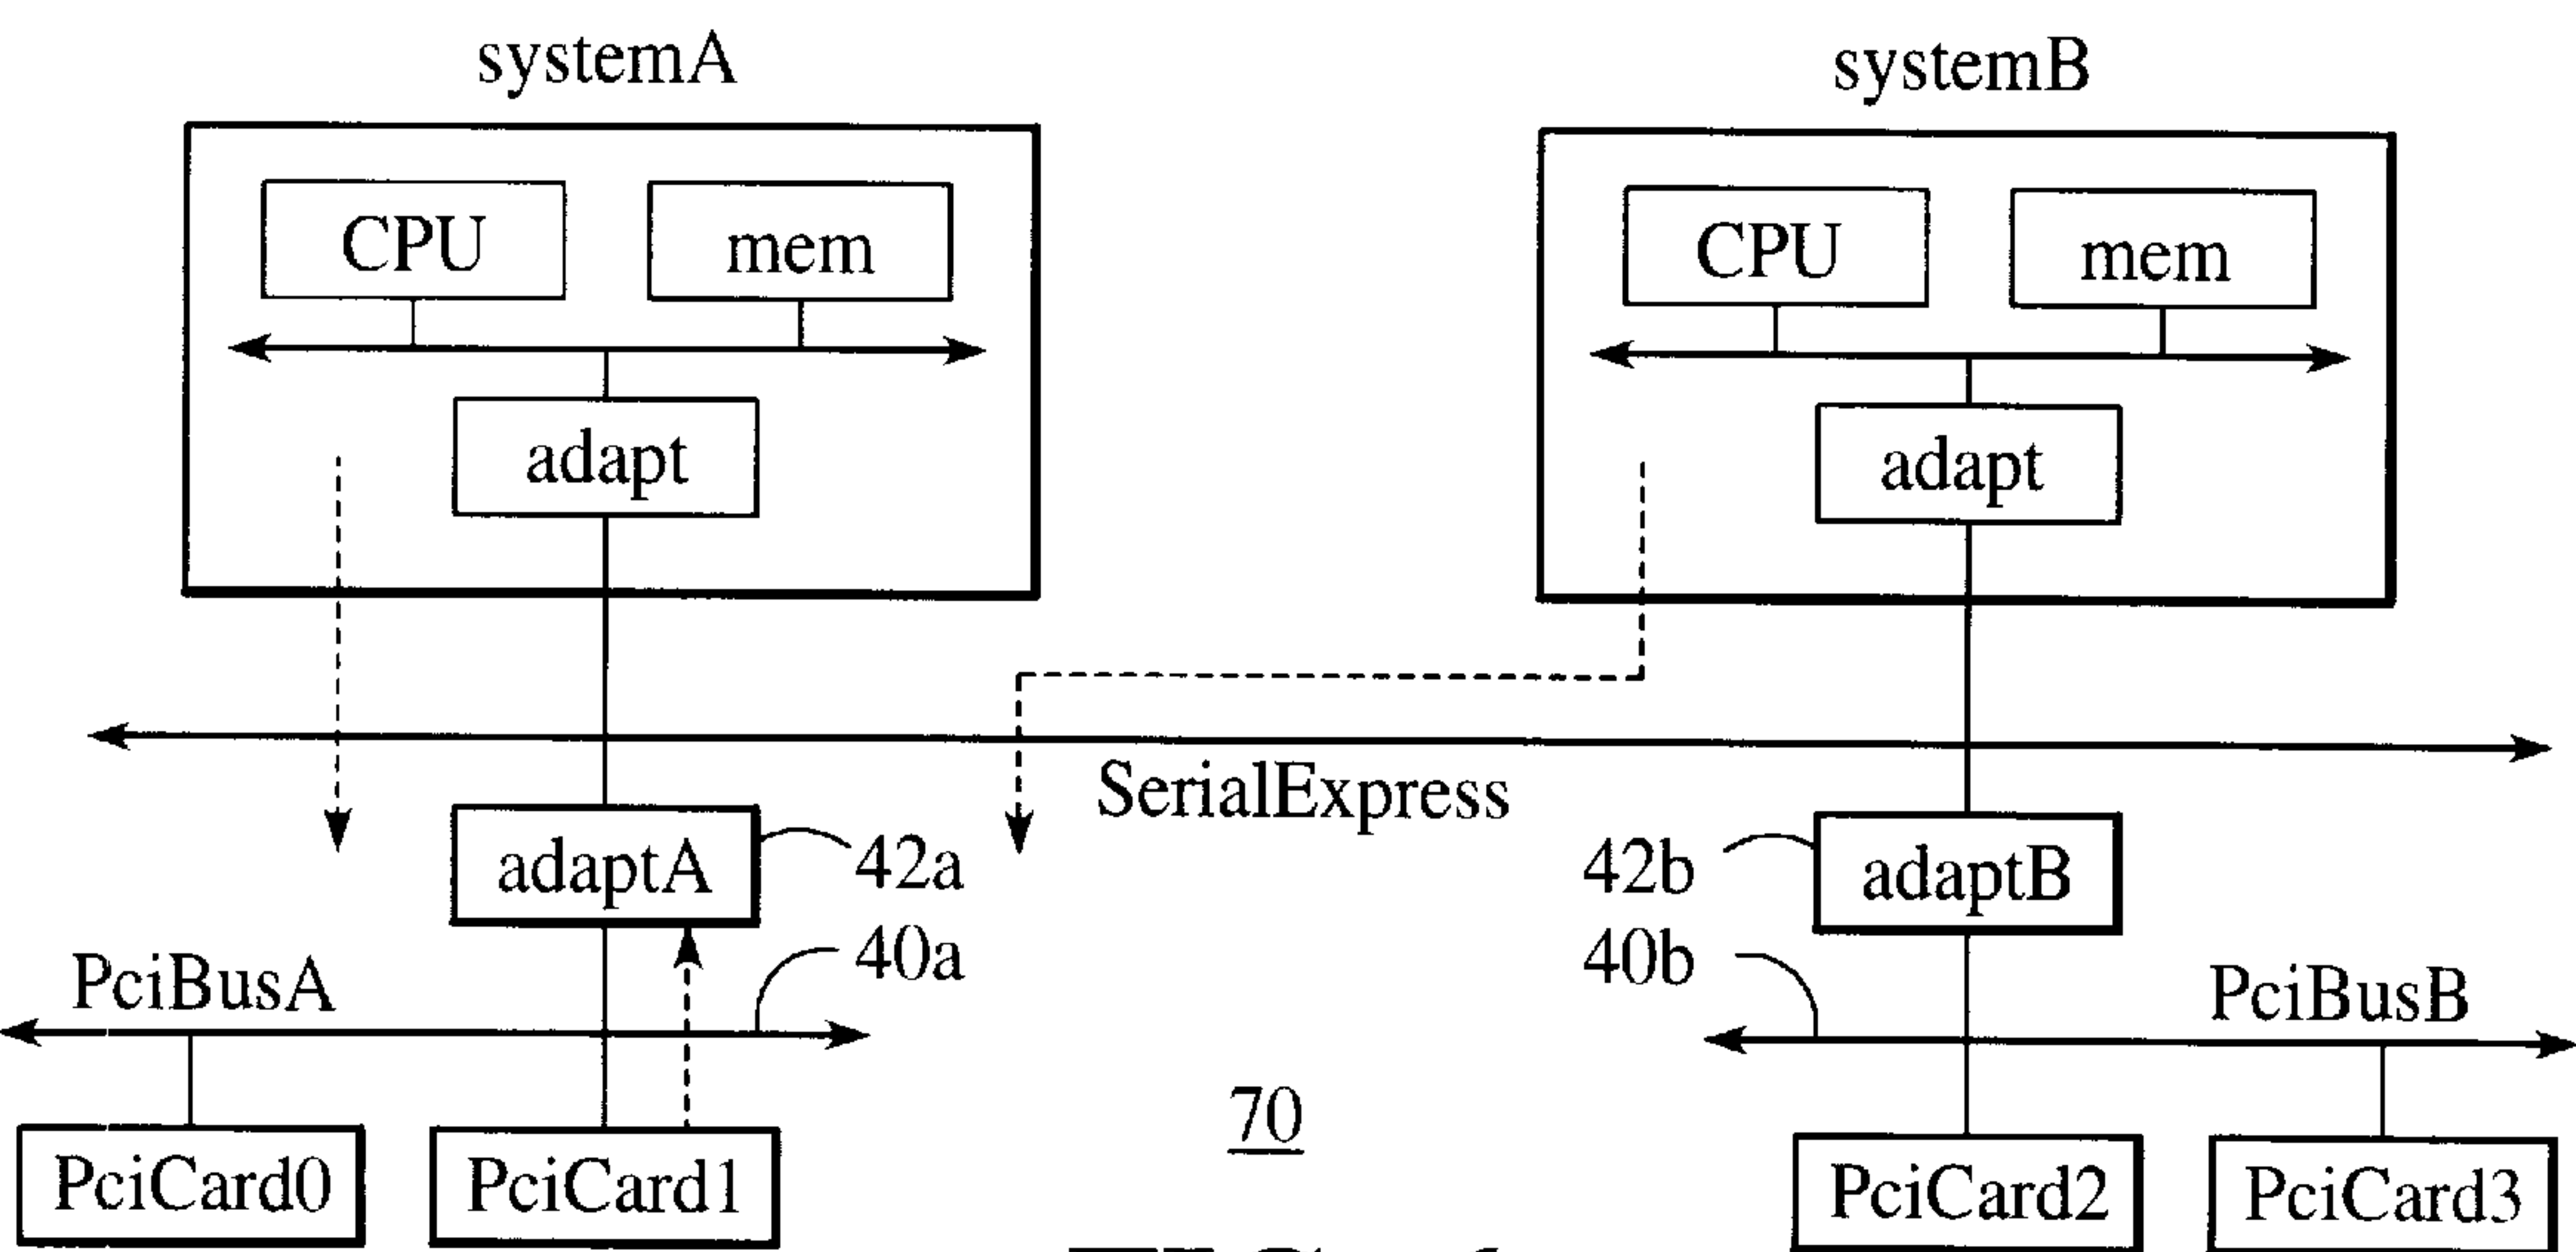 systemA
systemB
CPU
mem
CPU
mem
adapt
adapt
SerialExpress
adaptA
42a
42b
adaptB
40a
40b
PciBusA
PciBusB
70
PciCard0
PciCard1
PciCard2
PciCard3